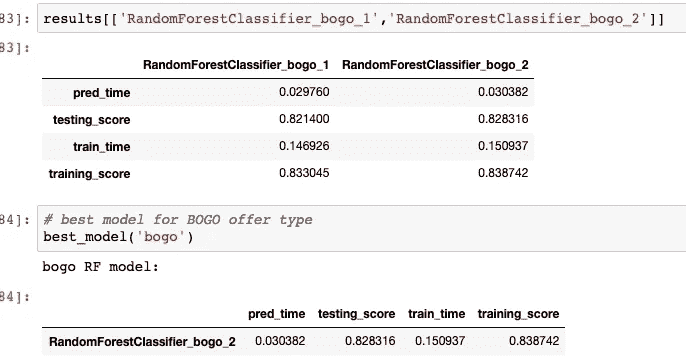 83]: results[['RandomForestClassifier_bogo_1','RandomForestClassifier_bogo_2']]
83]:
RandomForestClassifier_bogo_1 RandomForestClassifier_bogo_2
pred_time 0.029760 0.030382
testing_score 0.821400 0.828316
train_time 0.146926 0.150937
training_score 0.833045 0.838742
84]: # best model for BOGO offer type
best_model('bogo')
bogo RF model:
84]:
pred_time testing_score train_time training_score
RandomForestClassifier_bogo_2 0.030382 0.828316 0.150937 0.838742